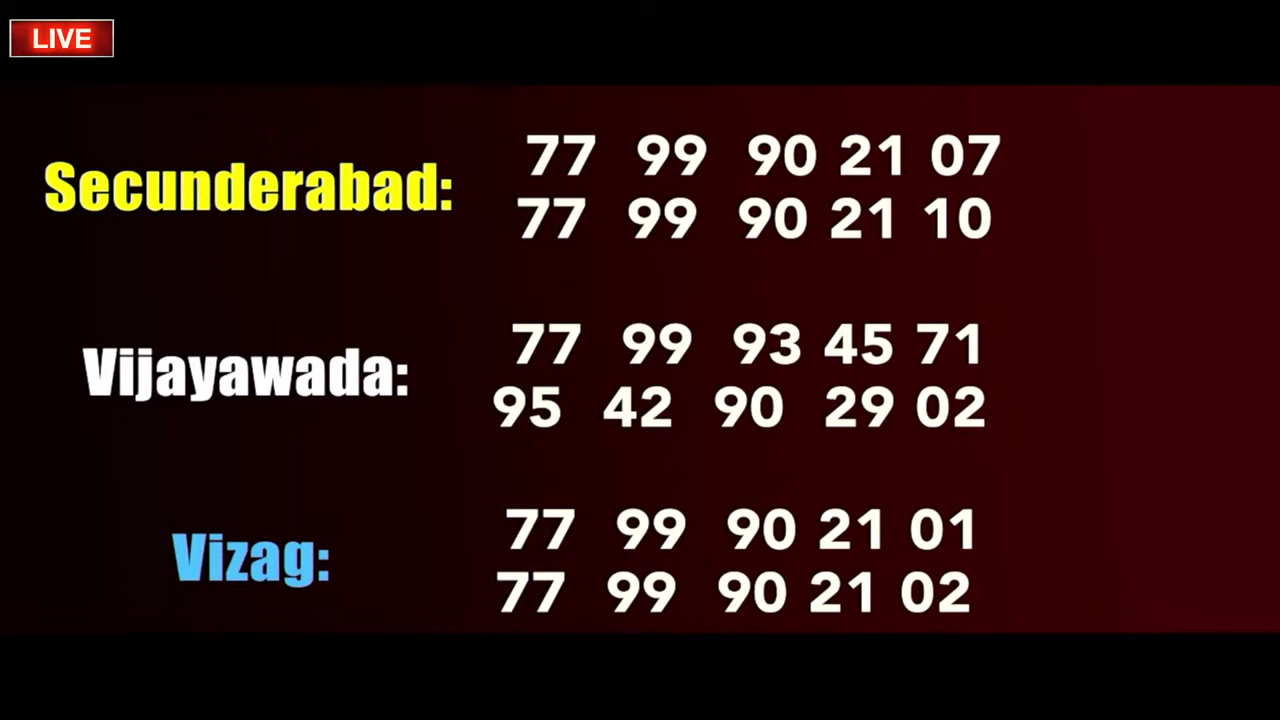 LIVE
Secunderabad:
77 99 90 21 07
77 99 90 21 10
Vijayawada:
77 99 93 45 71
95 42 90 29 02
Vizag:
77 99 90 21 01
77 99 90 21 02